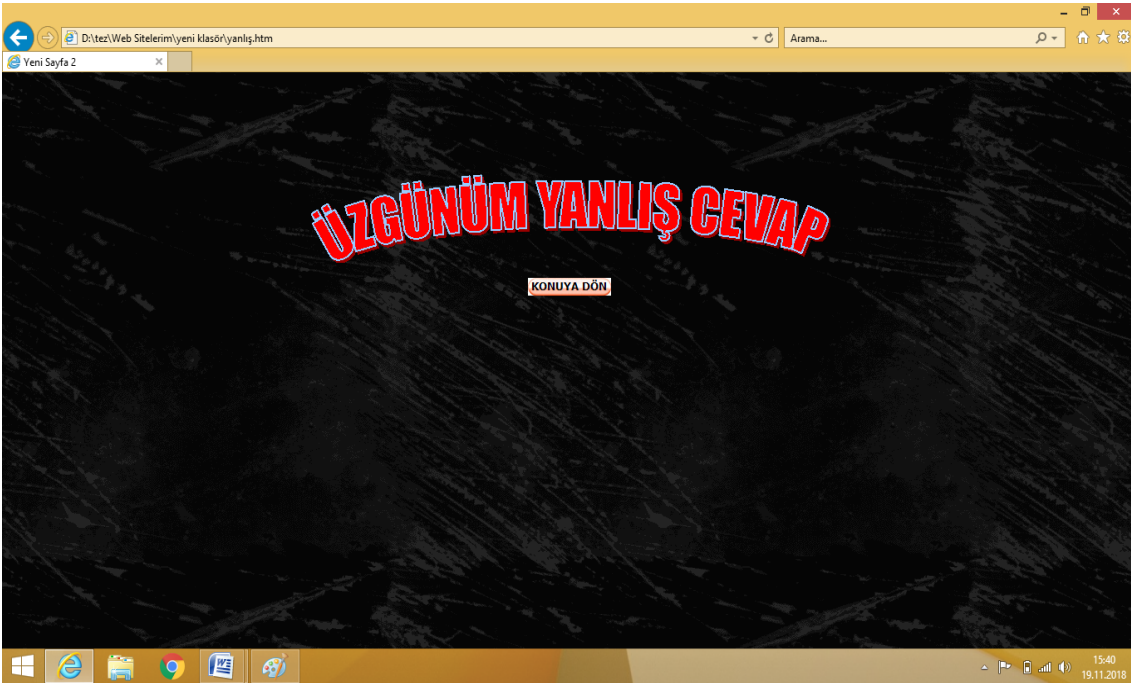 D:\tez\Web Sitelerim\yeni klasör\yanlış.htm
Arama...
Yeni Sayfa 2
ÜZGÜNÜM YANLIŞ CEVAP
KONUYA DÖN
15:40
19.11.2018